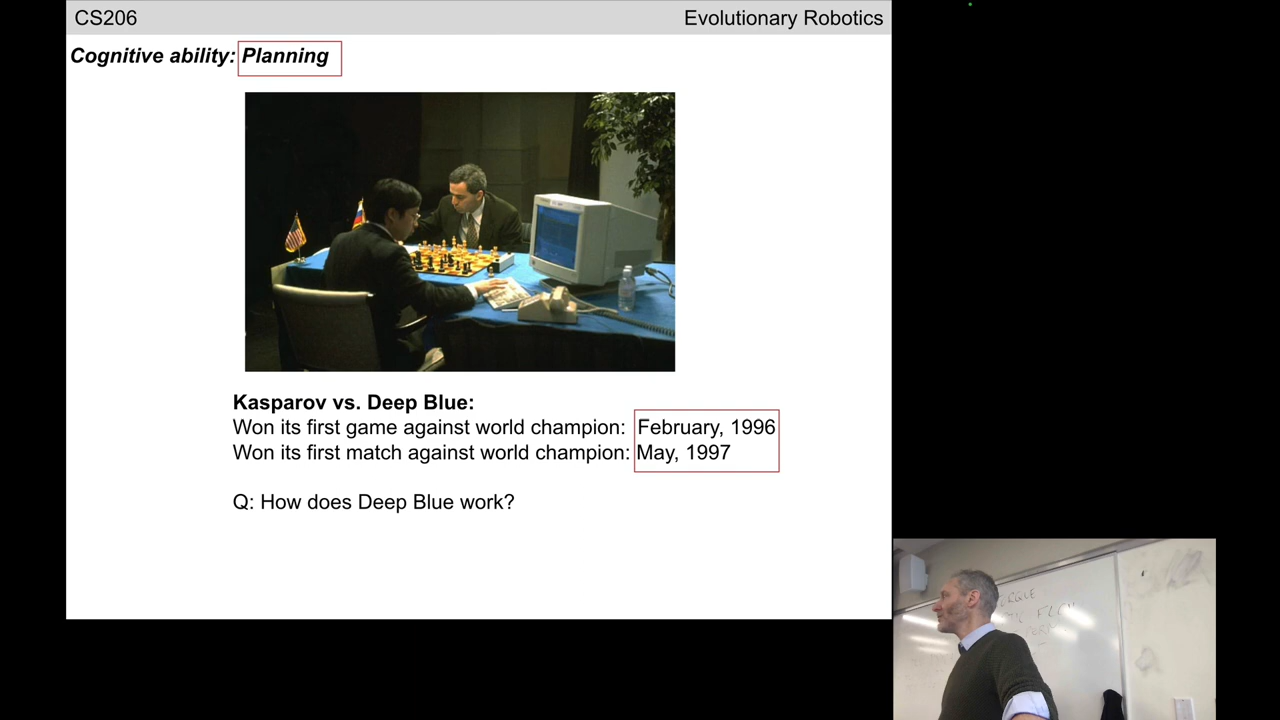 CS206
Evolutionary Robotics
Cognitive ability: Planning
Kasparov vs. Deep Blue:
Won its first game against world champion: February, 1996
Won its first match against world champion: May, 1997
Q: How does Deep Blue work?